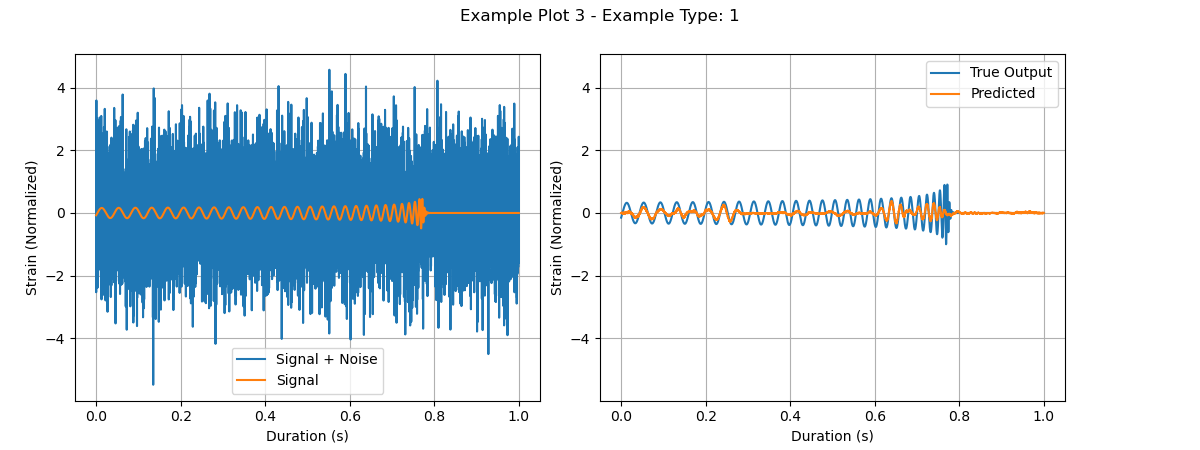 Example Plot 3 - Example Type: 1
Strain (Normalized)
4
2
0
−2
−4
Signal + Noise
Signal
0.0 0.2 0.4 0.6 0.8 1.0
Duration (s)
Strain (Normalized)
4
2
0
−2
−4
True Output
Predicted
0.0 0.2 0.4 0.6 0.8 1.0
Duration (s)